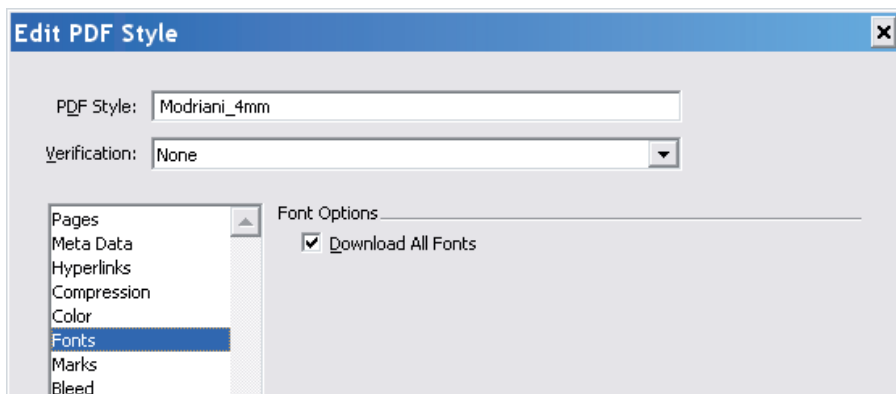 Edit PDF Style
PDF Style: Modriani_4mm
Verification: None
Pages
Meta Data
Hyperlinks
Compression
Color
Fonts
Marks
Bleed
Font Options
Download All Fonts